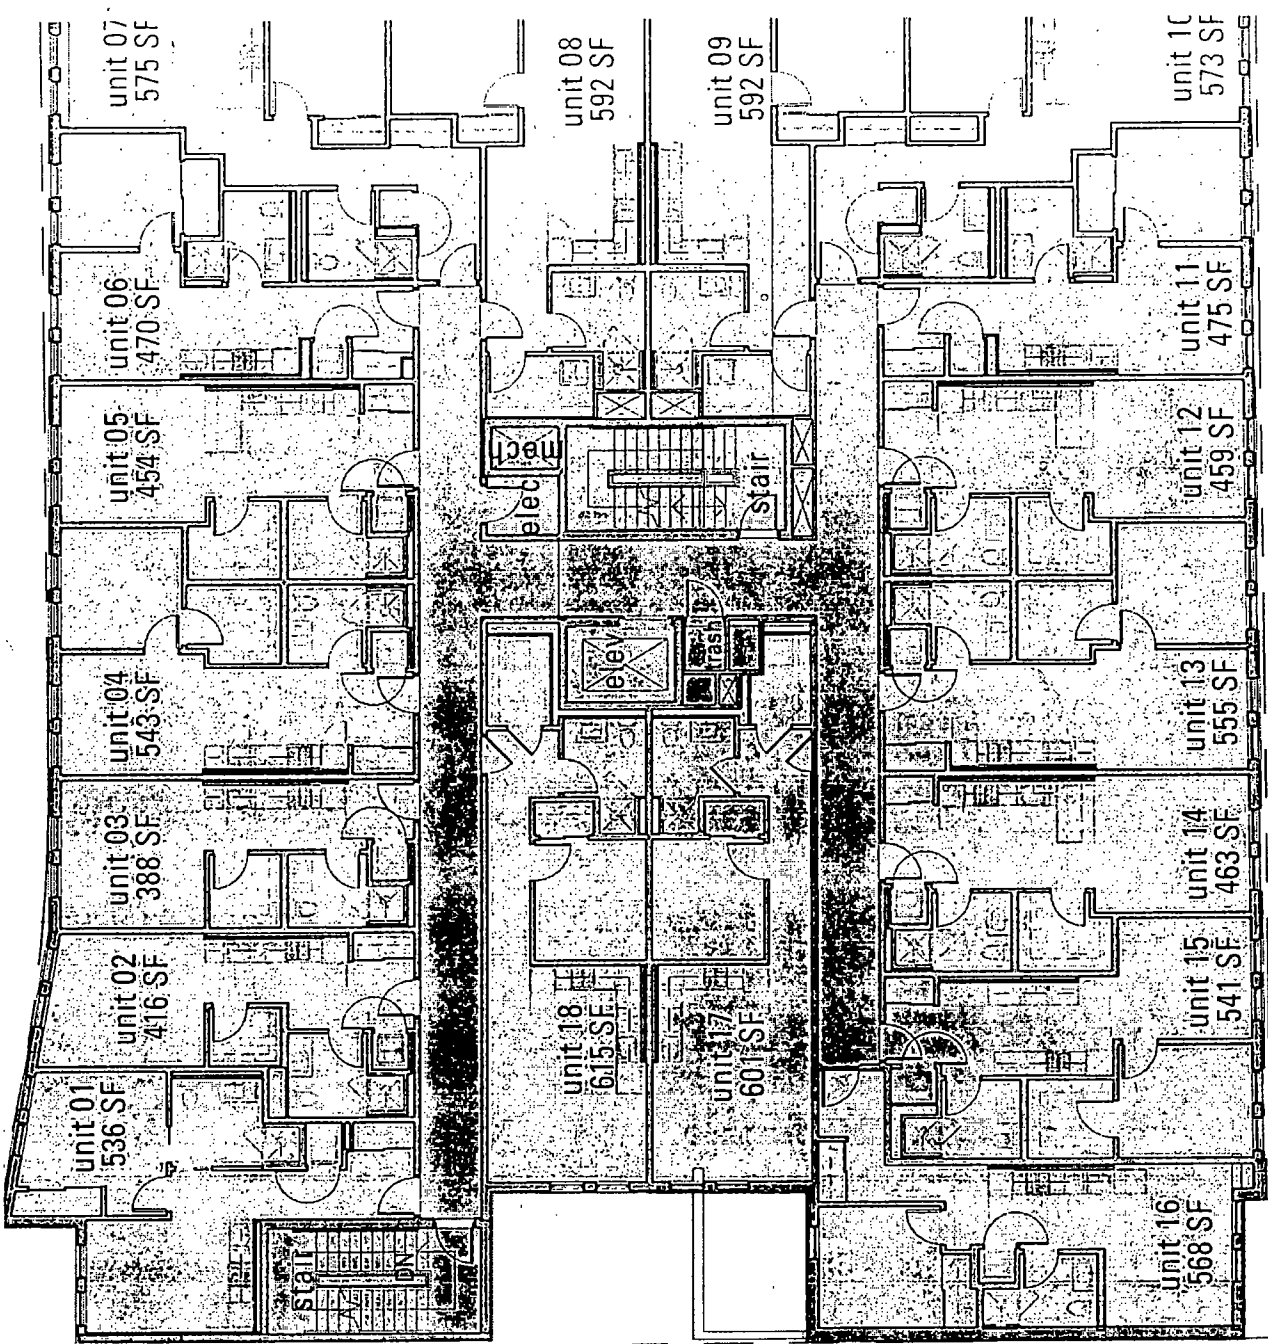 unit 07
575 SF
unit 08
592 SF
unit 09
592 SF
573 SF
unit 06
470 SF
unit 11
475 SF
unit 05
454 SF
unit 12
459 SF
mech
elec
stair
elev
trash
unit 04
543 SF
unit 13
555 SF
unit 03
388 SF
unit 14
463 SF
unit 02
416 SF
unit 15
541 SF
unit 18
615 SF
unit 17
601 SF
unit 01
536 SF
unit 16
568 SF
stair
DN